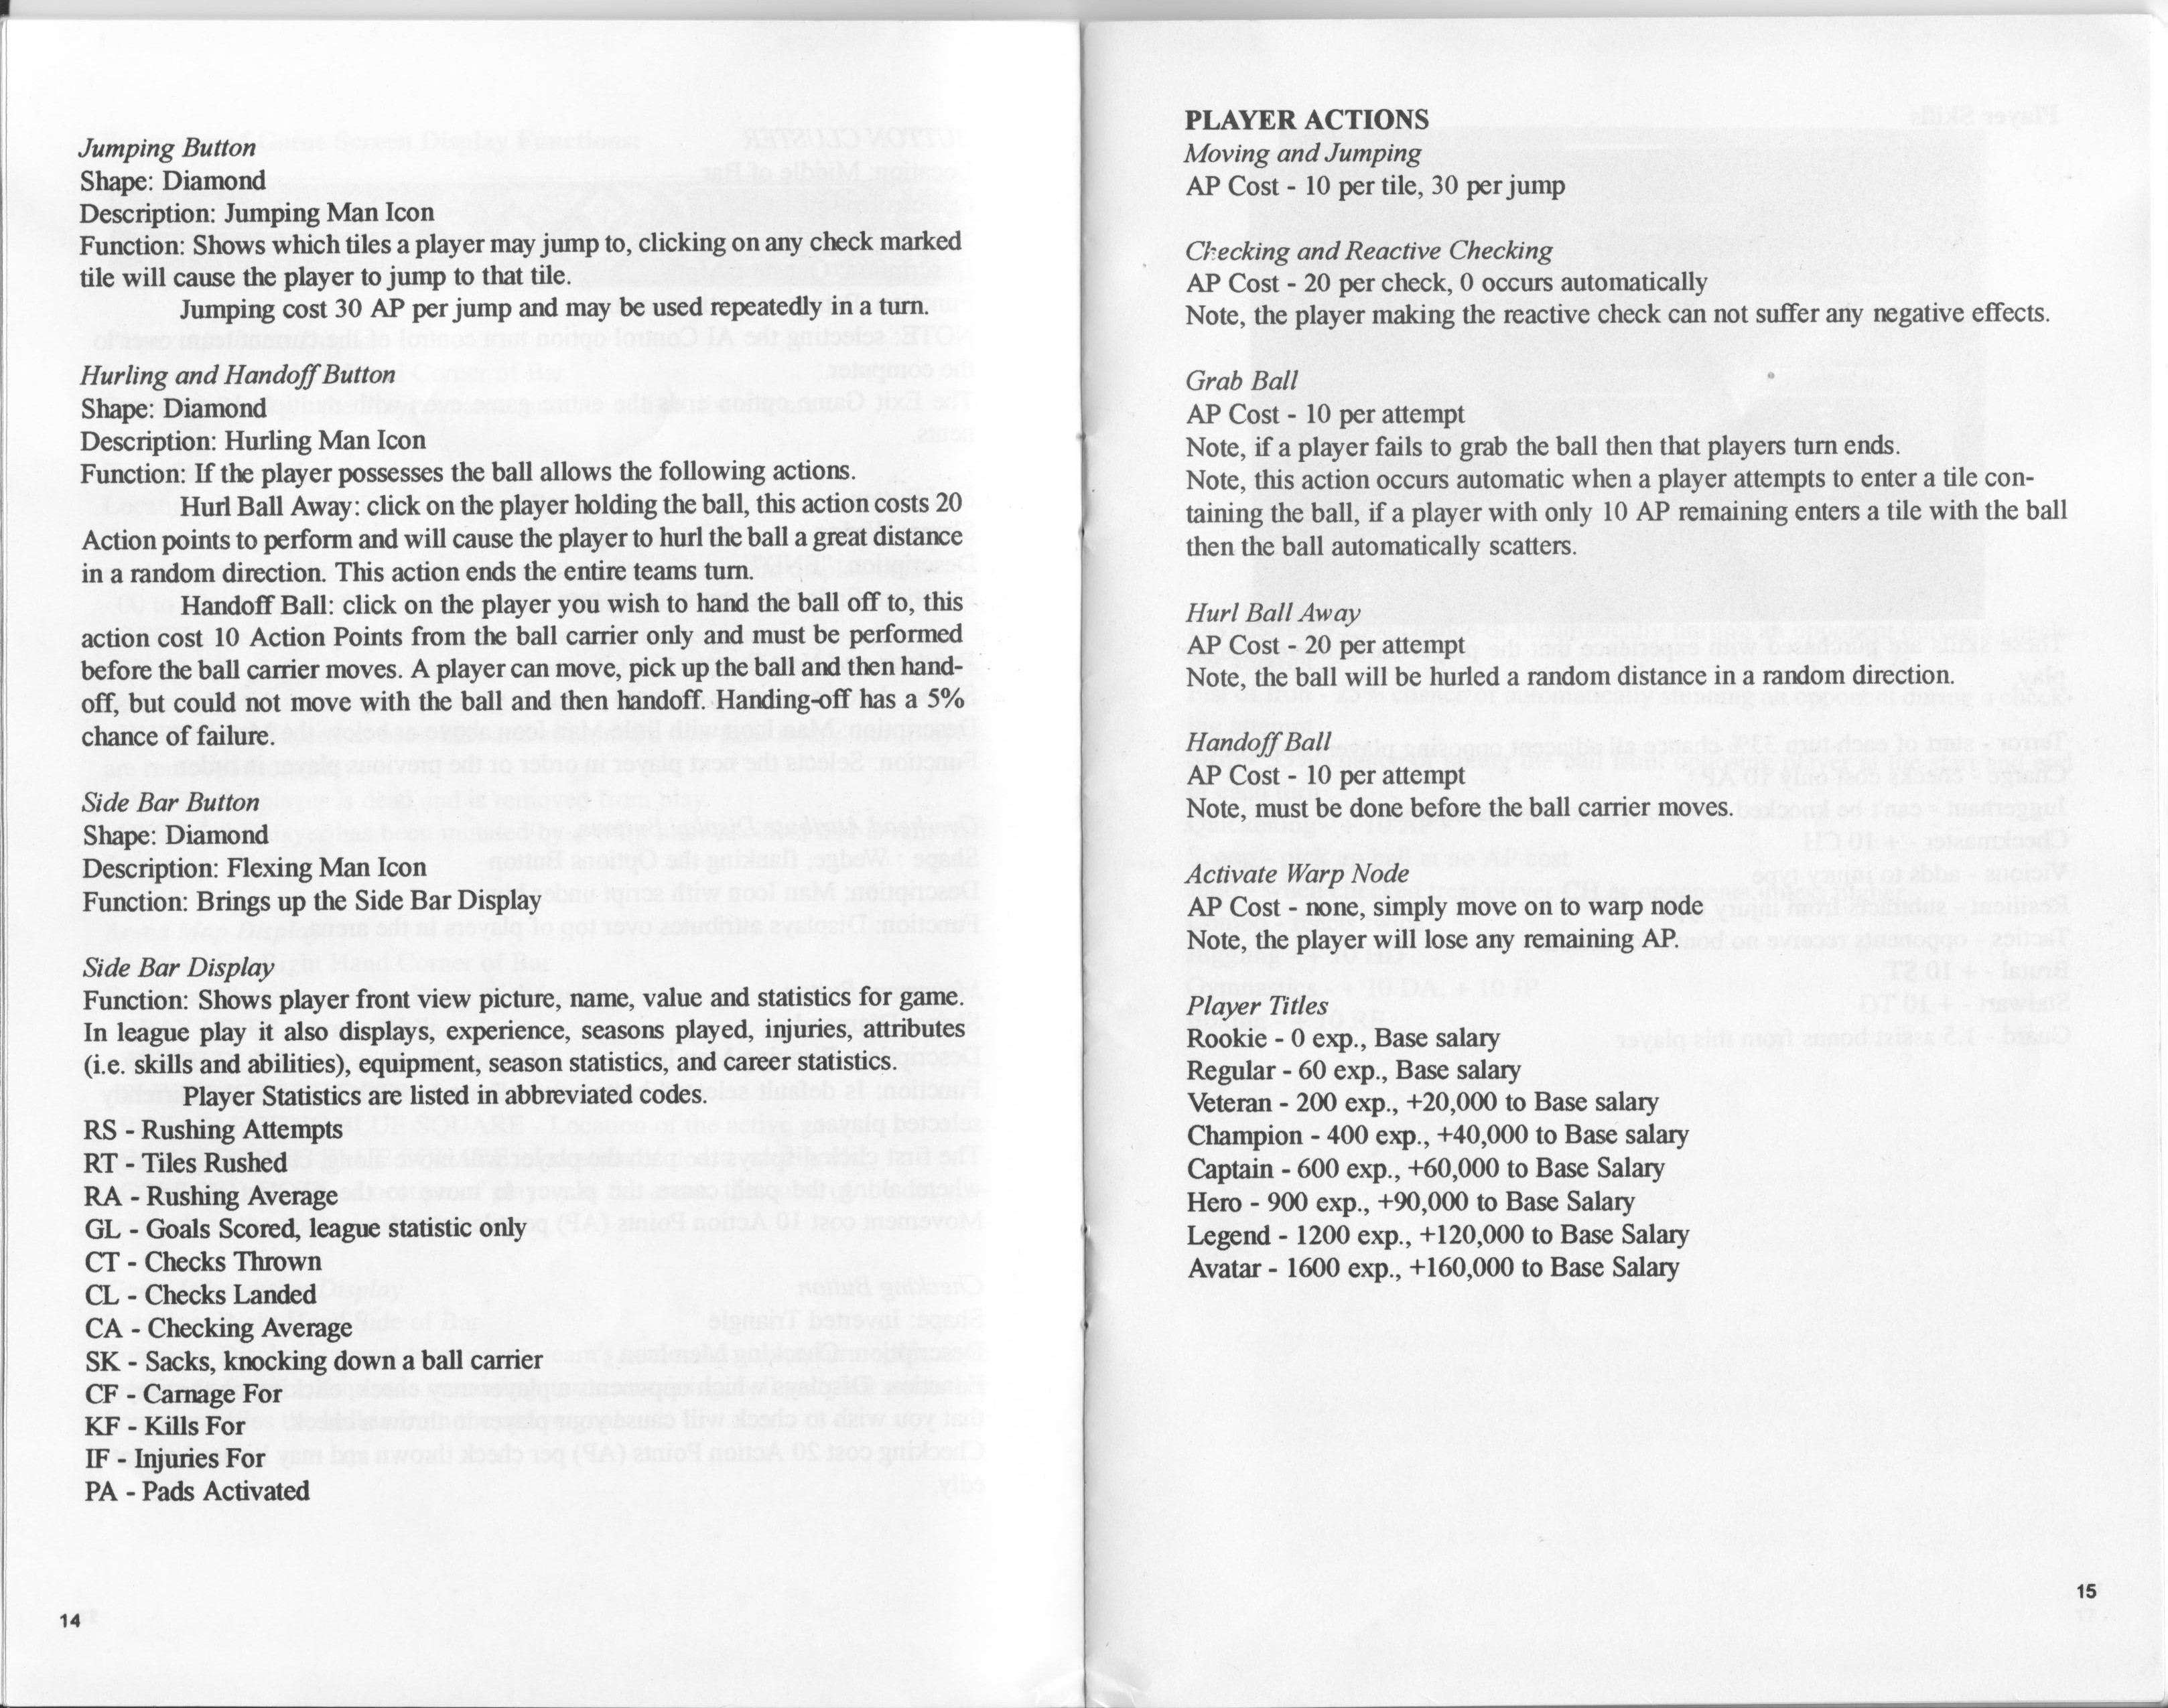 Jumping Button
Shape: Diamond
Description: Jumping Man Icon
Function: Shows which tiles a player may jump to, clicking on any check marked
tile will cause the player to jump to that tile.
Jumping cost 30 AP per jump and may be used repeatedly in a turn.
Hurling and Handoff Button
Shape: Diamond
Description: Hurling Man Icon
Function: If the player possesses the ball allows the following actions.
Hurl Ball Away: click on the player holding the ball, this action costs 20
Action points to perform and will cause the player to hurl the ball a great distance
in a random direction. This action ends the entire teams turn.
Handoff Ball: click on the player you wish to hand the ball off to, this
action cost 10 Action Points from the ball carrier only and must be performed
before the ball carrier moves. A player can move, pick up the ball and then hand-
off, but could not move with the ball and then handoff. Handing-off has a 5%
chance of failure.
Side Bar Button
Shape: Diamond
Description: Flexing Man Icon
Function: Brings up the Side Bar Display
Side Bar Display
Function: Shows player front view picture, name, value and statistics for game.
In league play it also displays, experience, seasons played, injuries, attributes
(i.e. skills and abilities), equipment, season statistics, and career statistics.
Player Statistics are listed in abbreviated codes.
RS - Rushing Attempts
RT - Tiles Rushed
RA - Rushing Average
GL - Goals Scored, league statistic only
CT - Checks Thrown
CL - Checks Landed
CA - Checking Average
SK - Sacks, knocking down a ball carrier
CF - Carnage For
KF - Kills For
IF - Injuries For
PA - Pads Activated
14
PLAYER ACTIONS
Moving and Jumping
AP Cost - 10 per tile, 30 per jump
Checking and Reactive Checking
AP Cost - 20 per check, 0 occurs automatically
Note, the player making the reactive check can not suffer any negative effects.
Grab Ball
AP Cost - 10 per attempt
Note, if a player fails to grab the ball then that players turn ends.
Note, this action occurs automatic when a player attempts to enter a tile con-
taining the ball, if a player with only 10 AP remaining enters a tile with the ball
then the ball automatically scatters.
Hurl Ball Away
AP Cost - 20 per attempt
Note, the ball will be hurled a random distance in a random direction.
Handoff Ball
AP Cost - 10 per attempt
Note, must be done before the ball carrier moves.
Activate Warp Node
AP Cost - none, simply move on to warp node
Note, the player will lose any remaining AP.
Player Titles
Rookie - 0 exp., Base salary
Regular - 60 exp., Base salary
Veteran - 200 exp., +20,000 to Base salary
Champion - 400 exp., +40,000 to Base salary
Captain - 600 exp., +60,000 to Base Salary
Hero - 900 exp., +90,000 to Base Salary
Legend - 1200 exp., +120,000 to Base Salary
Avatar - 1600 exp., +160,000 to Base Salary
15